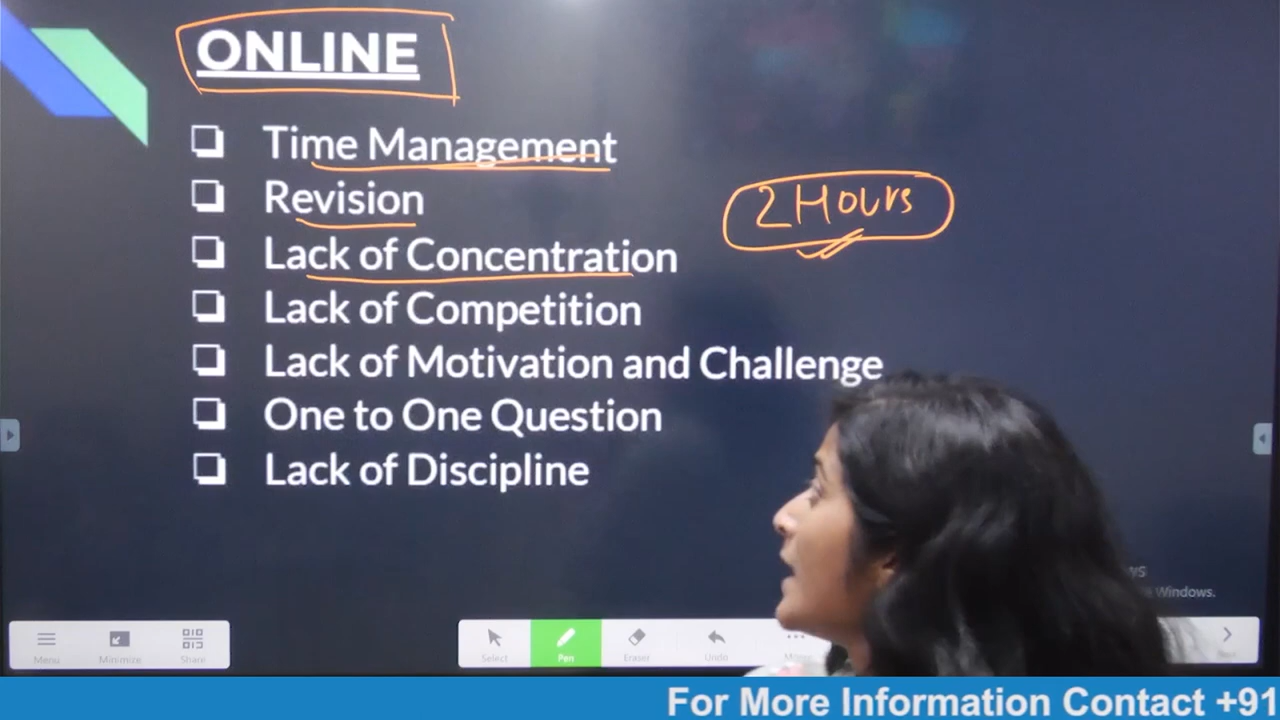 ONLINE
❏ Time Management
❏ Revision
2 Hours
❏ Lack of Concentration
❏ Lack of Competition
❏ Lack of Motivation and Challenge
❏ One to One Question
❏ Lack of Discipline
Windows.
Menu Minimize Share Select Pen Eraser Undo
For More Information Contact +91